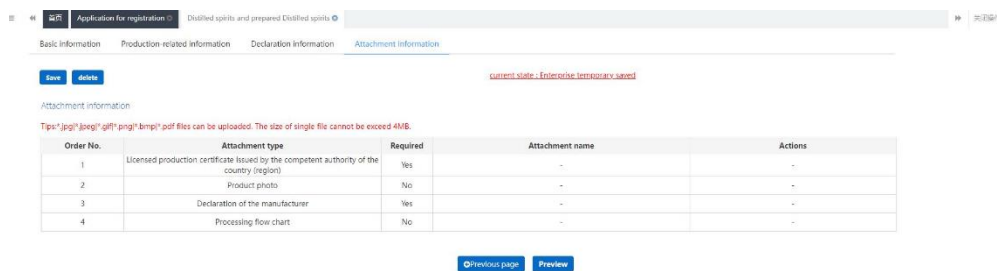 首页 Application for registration Distilled spirits and prepared Distilled spirits
Basic information Production-related information Declaration information Attachment information
Save delete current state : Enterprise temporary saved
Attachment information
Tips:*.jpg|*.jpeg|*.gif|*.png|*.bmp|*.pdf files can be uploaded. The size of single file cannot be exceed 4MB.
Order No. Attachment type Required Attachment name Actions
1 Licensed production certificate issued by the competent authority of the country (region) Yes - -
2 Product photo No - -
3 Declaration of the manufacturer Yes - -
4 Processing flow chart No - -
Previous page Preview